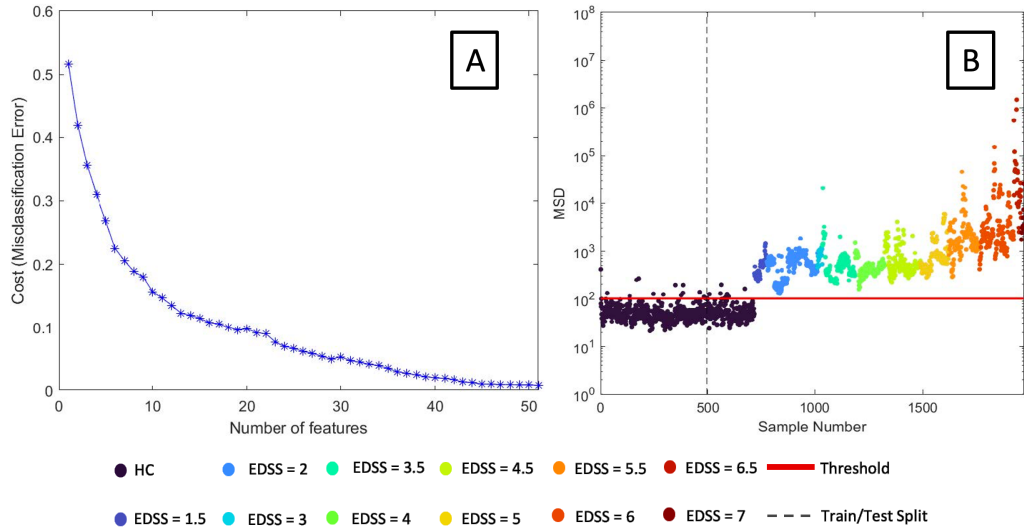 A
0.6
0.5
0.4
0.3
0.2
0.1
0
0 10 20 30 40 50
Cost (Misclassification Error)
Number of features
B
10^8
10^7
10^6
10^5
10^4
10^3
10^2
10^1
10^0
0 500 1000 1500
MSD
Sample Number
HC EDSS = 2 EDSS = 3.5 EDSS = 4.5 EDSS = 5.5 EDSS = 6.5 Threshold
EDSS = 1.5 EDSS = 3 EDSS = 4 EDSS = 5 EDSS = 6 EDSS = 7 Train/Test Split